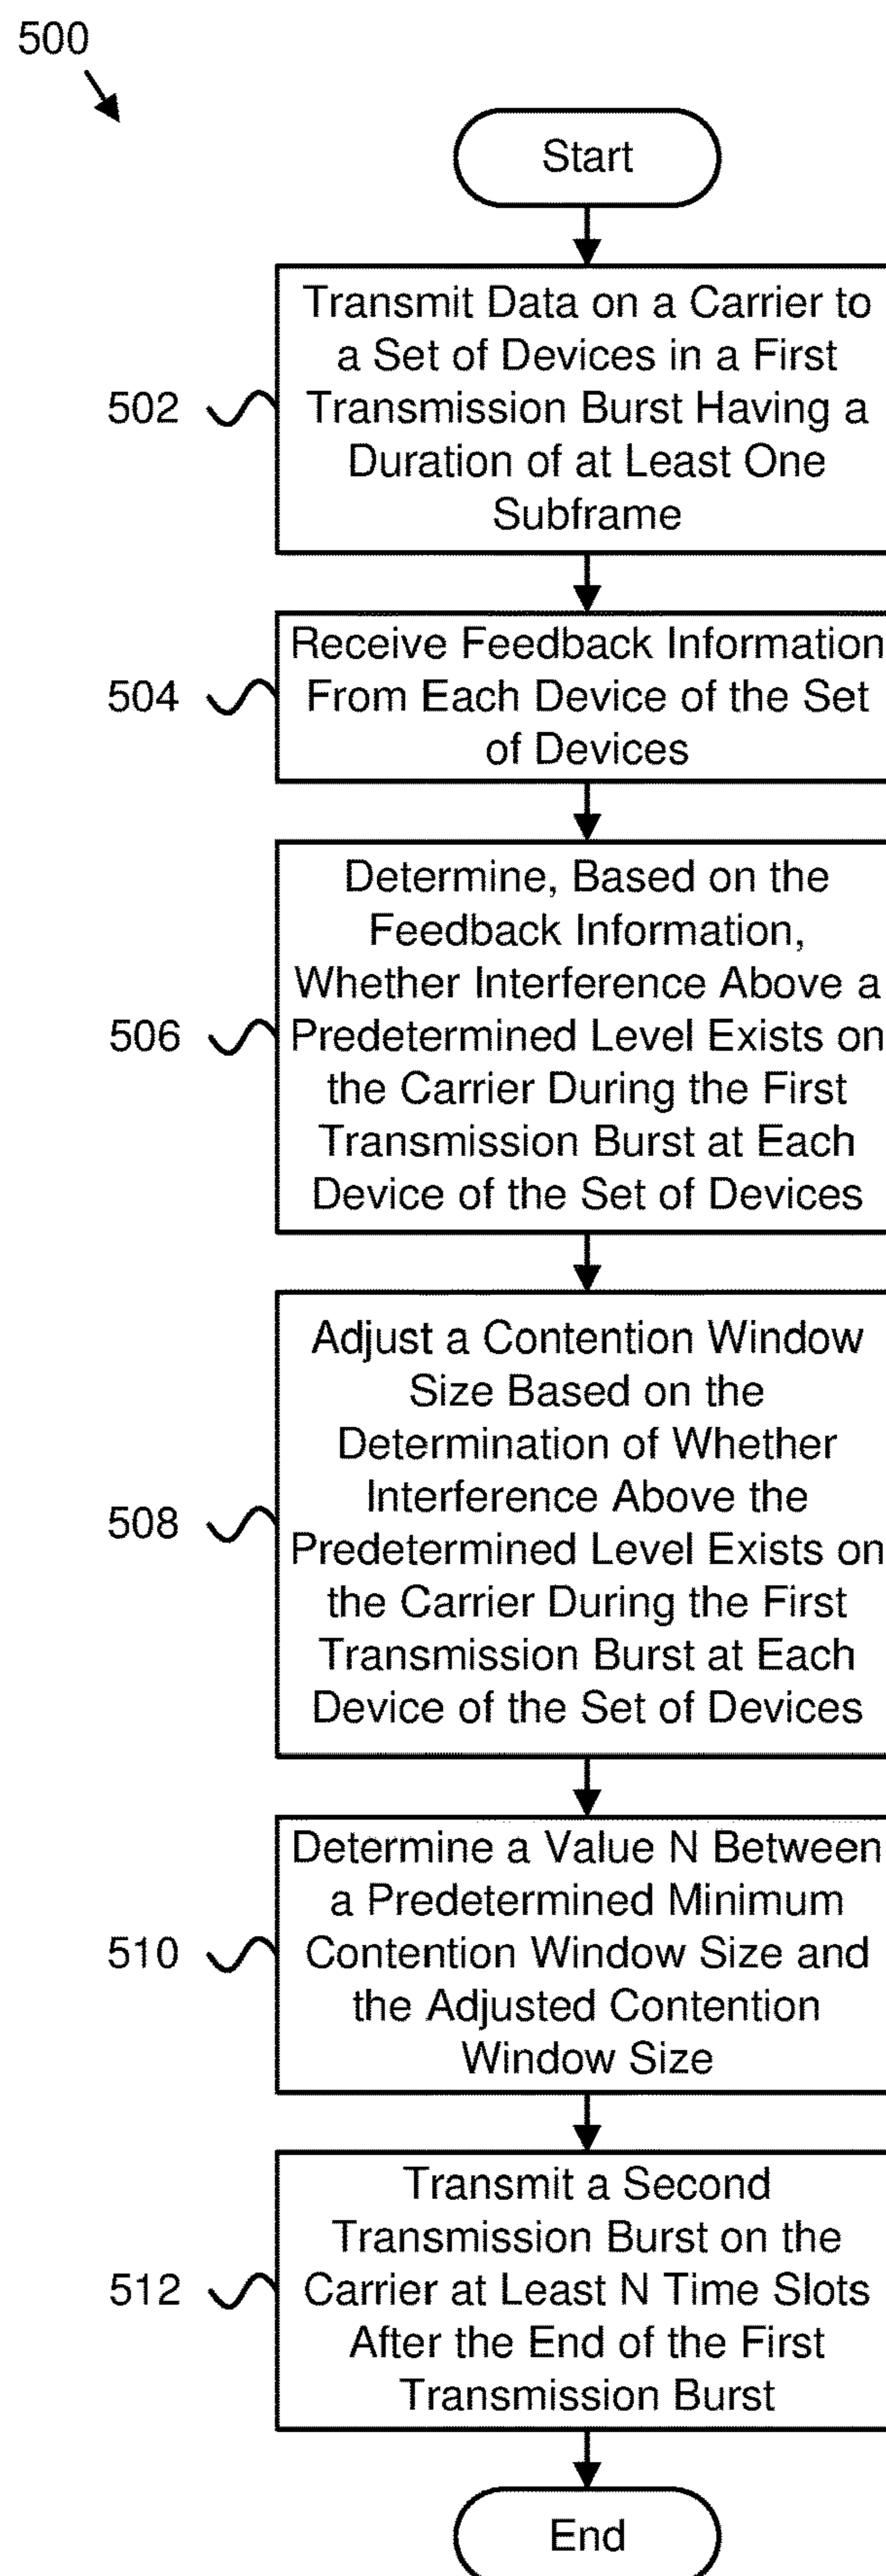 500
Start
502
Transmit Data on a Carrier to
a Set of Devices in a First
Transmission Burst Having a
Duration of at Least One
Subframe
504
Receive Feedback Information
From Each Device of the Set
of Devices
506
Determine, Based on the
Feedback Information,
Whether Interference Above a
Predetermined Level Exists on
the Carrier During the First
Transmission Burst at Each
Device of the Set of Devices
508
Adjust a Contention Window
Size Based on the
Determination of Whether
Interference Above the
Predetermined Level Exists on
the Carrier During the First
Transmission Burst at Each
Device of the Set of Devices
510
Determine a Value N Between
a Predetermined Minimum
Contention Window Size and
the Adjusted Contention
Window Size
512
Transmit a Second
Transmission Burst on the
Carrier at Least N Time Slots
After the End of the First
Transmission Burst
End